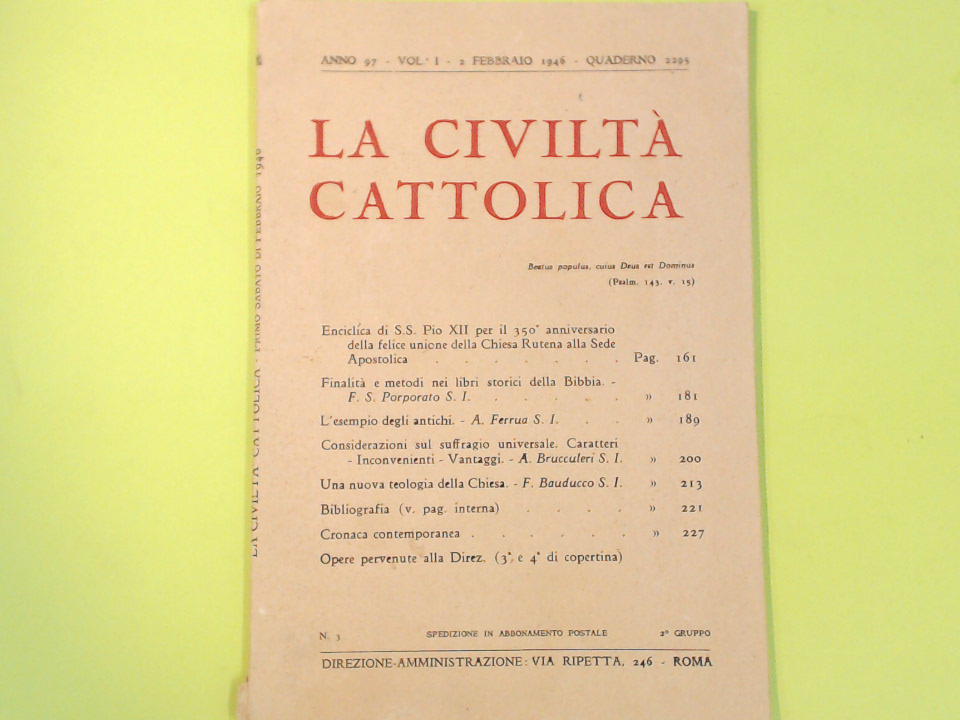 ANNO 97 - VOL. I - 2 FEBBRAIO 1946 - QUADERNO 2295
LA CIVILTÀ
CATTOLICA
Beatus populus, cuius Deus est Dominus
(Psalm. 143. v. 15)
Enciclica di S.S. Pio XII per il 350° anniversario
della felice unione della Chiesa Rutena alla Sede
Apostolica . . . . . . . Pag. 161
Finalità e metodi nei libri storici della Bibbia. -
F. S. Porporato S. I. . . . . . » 181
L'esempio degli antichi. - A. Ferrua S. I. . . » 189
Considerazioni sul suffragio universale. Caratteri
- Inconvenienti - Vantaggi. - A. Brucculeri S. I. » 200
Una nuova teologia della Chiesa. - F. Bauducco S. I. » 213
Bibliografia (v. pag. interna) . . . . » 221
Cronaca contemporanea . . . . . . » 227
Opere pervenute alla Direz. (3ª, e 4ª di copertina)
N. 3 SPEDIZIONE IN ABBONAMENTO POSTALE 2° GRUPPO
DIREZIONE-AMMINISTRAZIONE: VIA RIPETTA, 246 - ROMA
LA CIVILTÀ CATTOLICA - PRIMO SABATO DI FEBBRAIO 1946